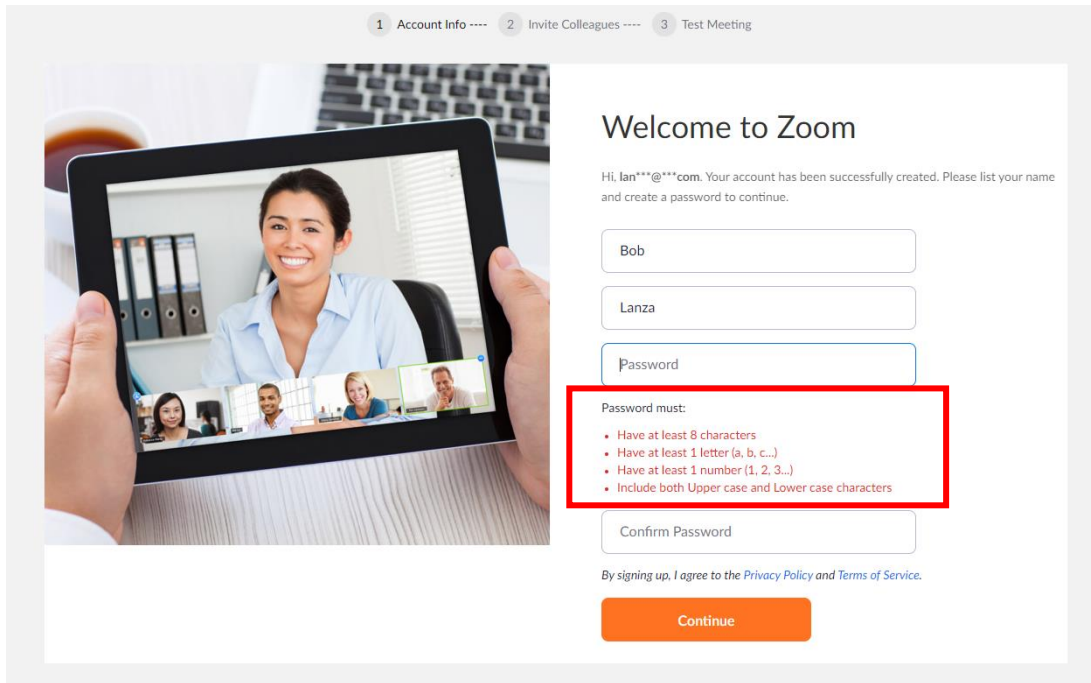 1 Account Info ---- 2 Invite Colleagues ---- 3 Test Meeting
Welcome to Zoom
Hi, lan***@***com. Your account has been successfully created. Please list your name
and create a password to continue.
Bob
Lanza
Password
Password must:
• Have at least 8 characters
• Have at least 1 letter (a, b, c...)
• Have at least 1 number (1, 2, 3...)
• Include both Upper case and Lower case characters
Confirm Password
By signing up, I agree to the Privacy Policy and Terms of Service.
Continue